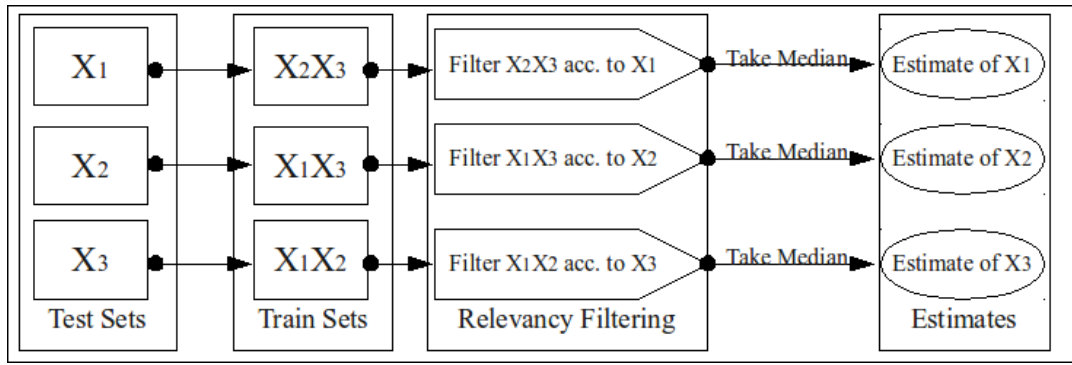 X1 X2X3 Filter X2X3 acc. to X1 Take Median Estimate of X1
X2 X1X3 Filter X1X3 acc. to X2 Take Median Estimate of X2
X3 X1X2 Filter X1X2 acc. to X3 Take Median Estimate of X3
Test Sets Train Sets Relevancy Filtering Estimates